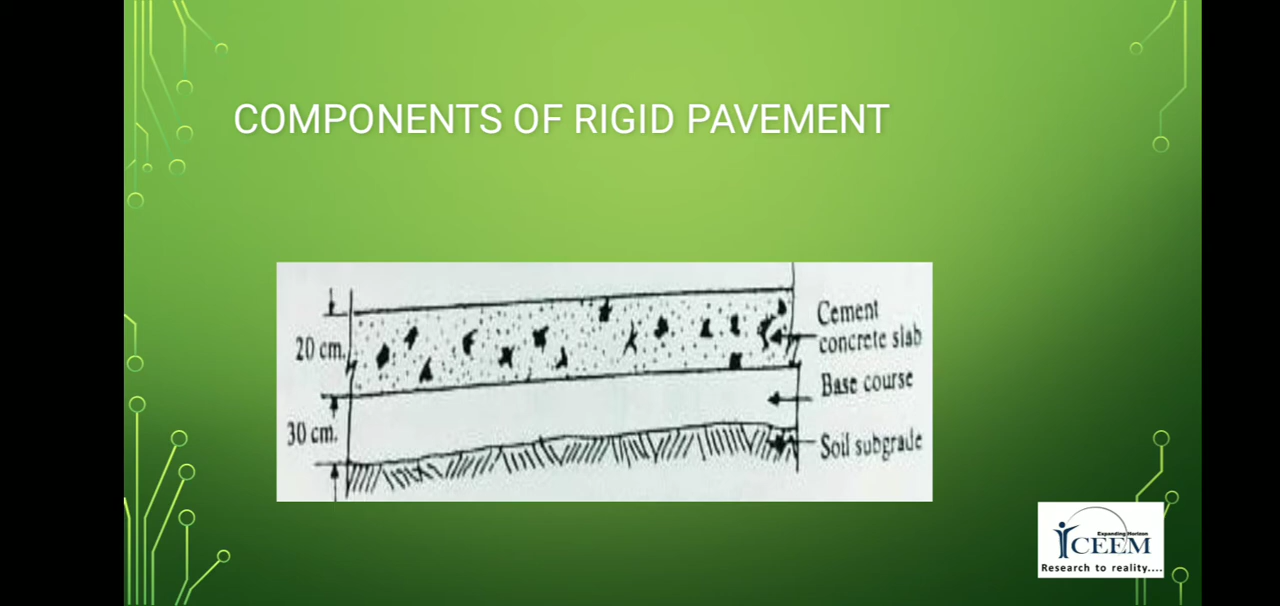 COMPONENTS OF RIGID PAVEMENT
20 cm.
Cement
concrete slab
Base course
30 cm.
Soil subgrade
Expanding Horizon
CEEM
Research to reality....